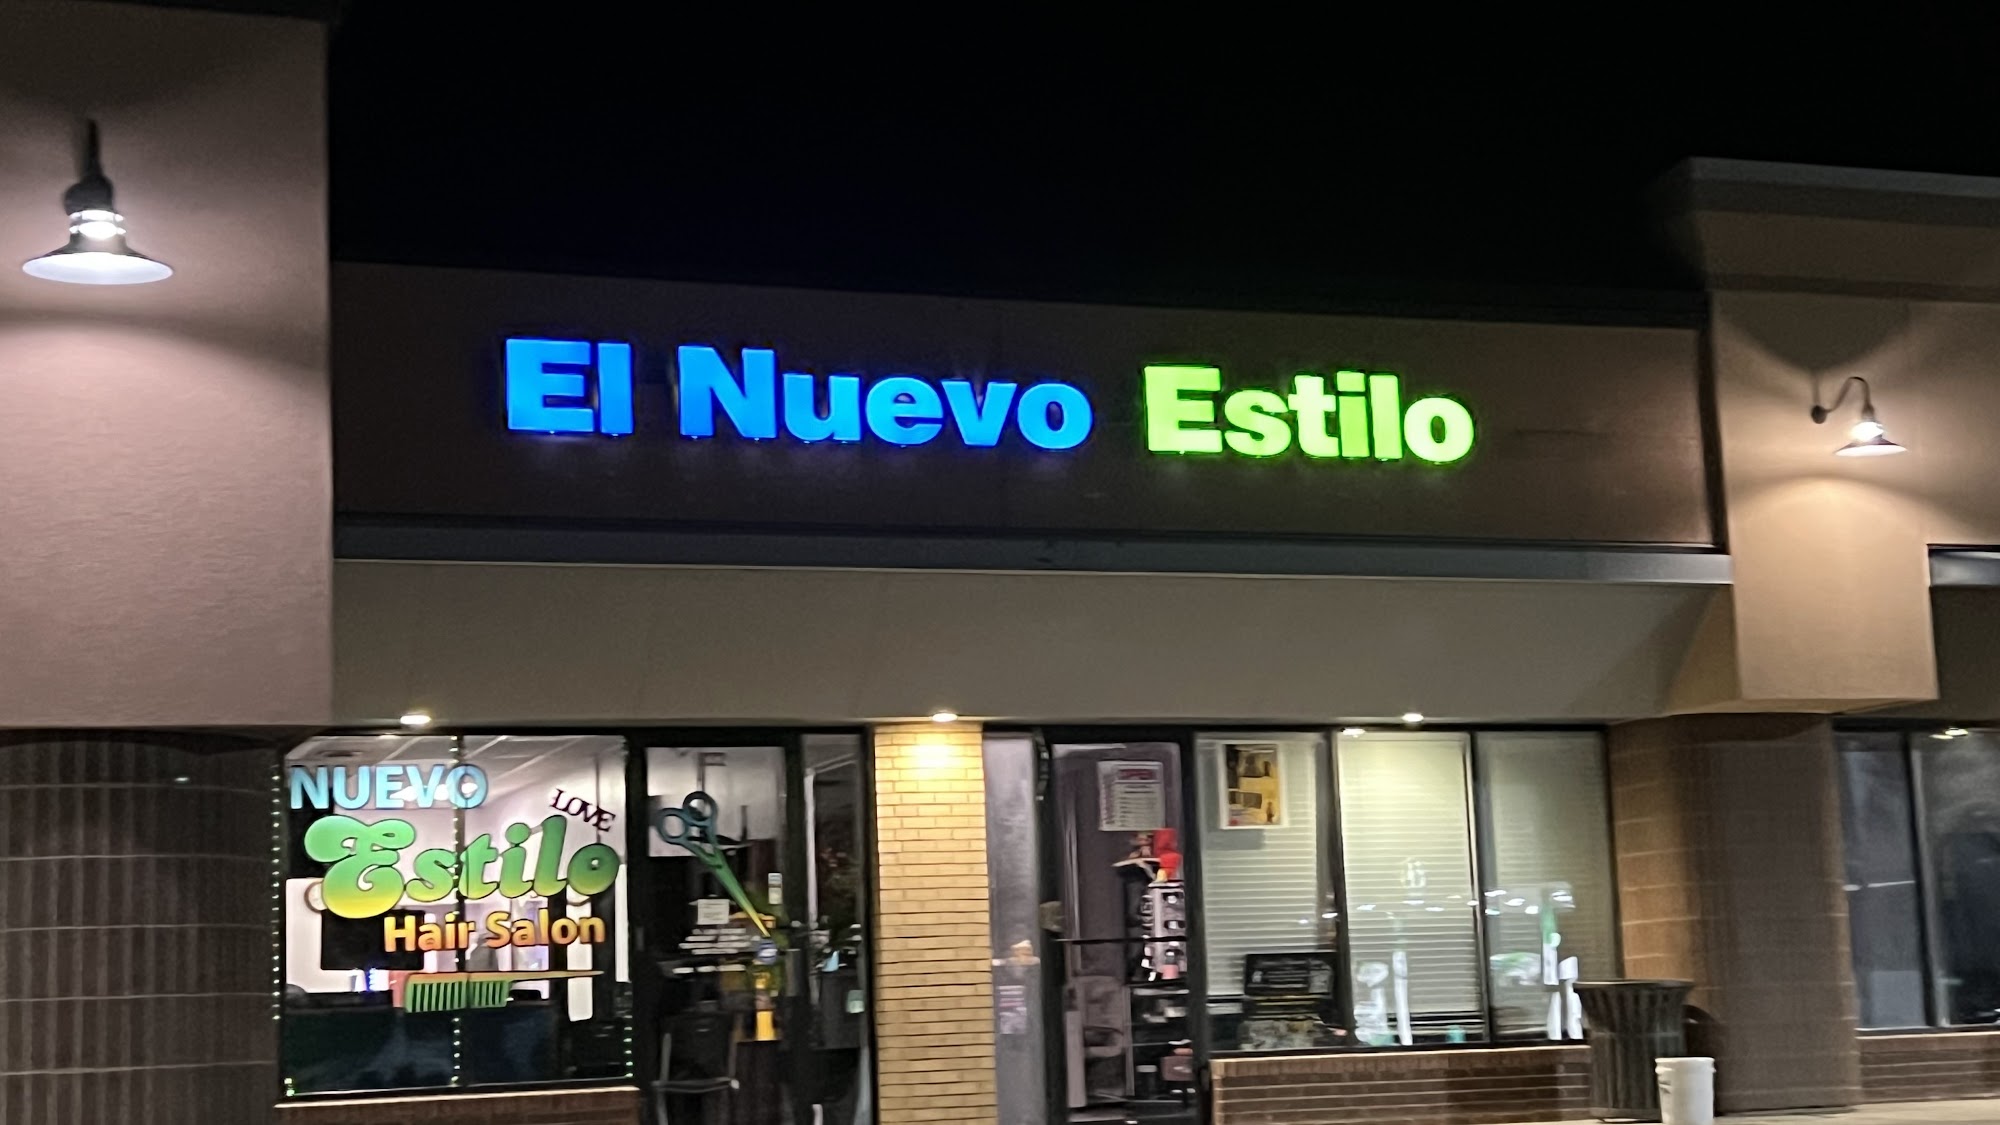 El Nuevo Estilo
NUEVO
LOVE
Estilo
Hair Salon